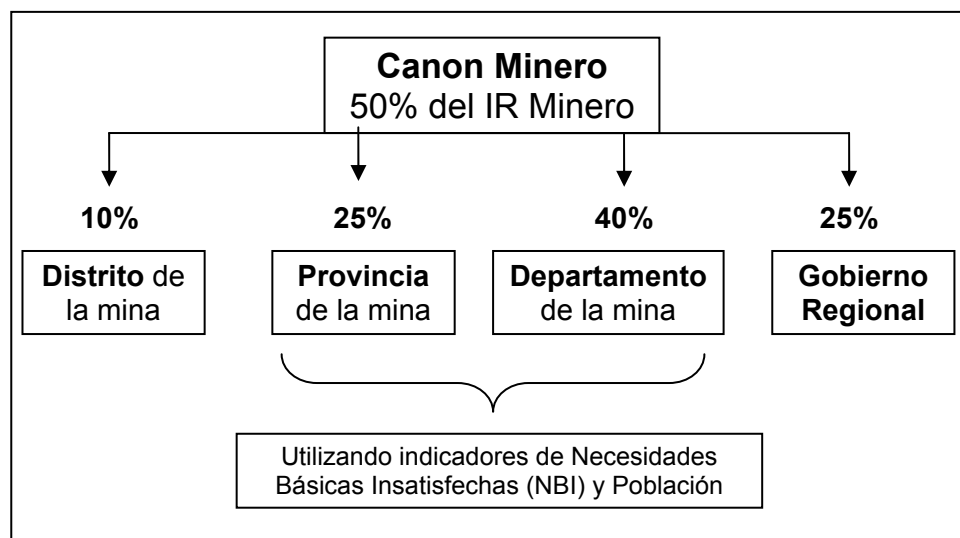 Canon Minero
50% del IR Minero
10%
25%
40%
25%
Distrito de
la mina
Provincia
de la mina
Departamento
de la mina
Gobierno
Regional
Utilizando indicadores de Necesidades
Básicas Insatisfechas (NBI) y Población